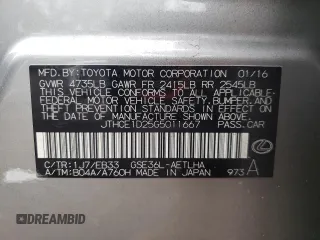 MFD. BY: TOYOTA MOTOR CORPORATION 01/16
GVWR 4735LB GAWR FR 2415LB RR 2545LB
THIS VEHICLE CONFORMS TO ALL APPLICABLE
FEDERAL MOTOR VEHICLE SAFETY, BUMPER, AND
THEFT PREVENTION STANDARDS IN EFFECT ON
THE DATE OF MANUFACTURE SHOWN ABOVE.
JTHCE1D25G5011667
PASS. CAR
C/TR: 1J7/EB33 GSE36L-AETLHA
A/TM: B04A/A760H MADE IN JAPAN 973 A